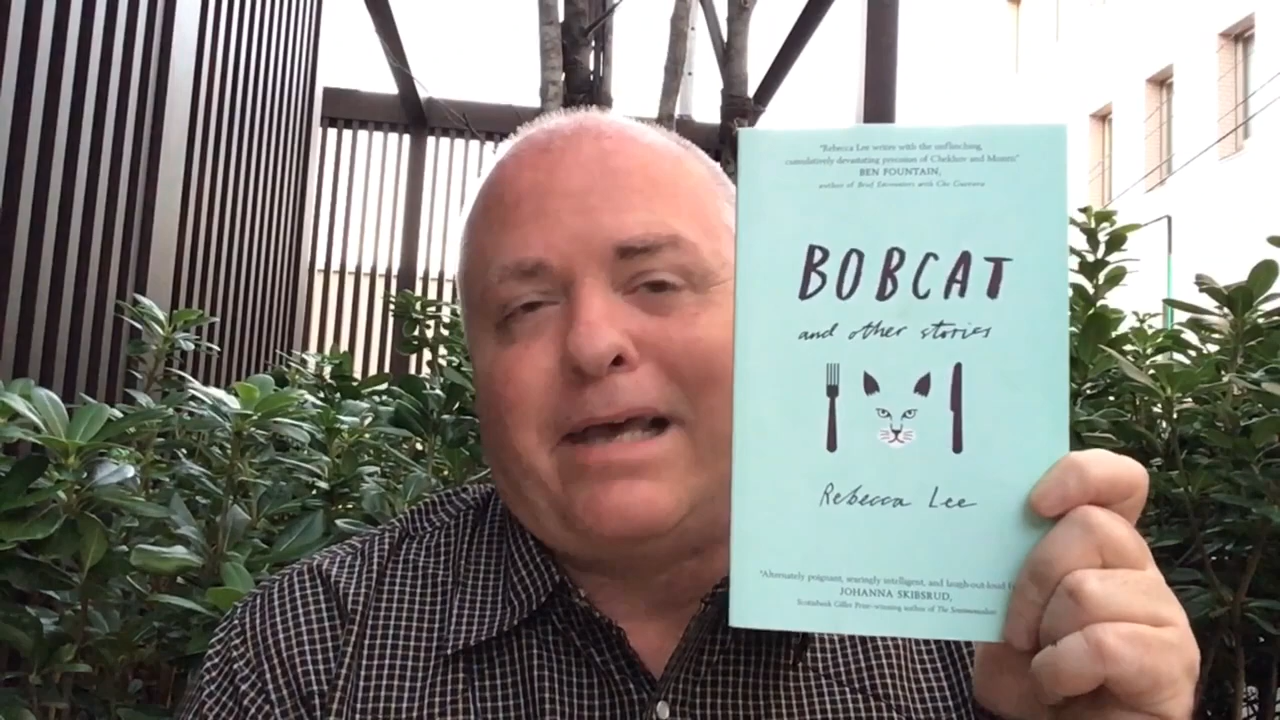 "Rebecca Lee writes with the unflinching,
cumulatively devastating precision of Chekhov and Munro."
BEN FOUNTAIN,
author of Brief Encounters with Che Guevara
BOBCAT
and other stories
Rebecca Lee
"Alternately poignant, searingly intelligent, and laugh-out-loud
JOHANNA SKIBSRUD,
Scotiabank Giller Prize–winning author of The Sentimentalists